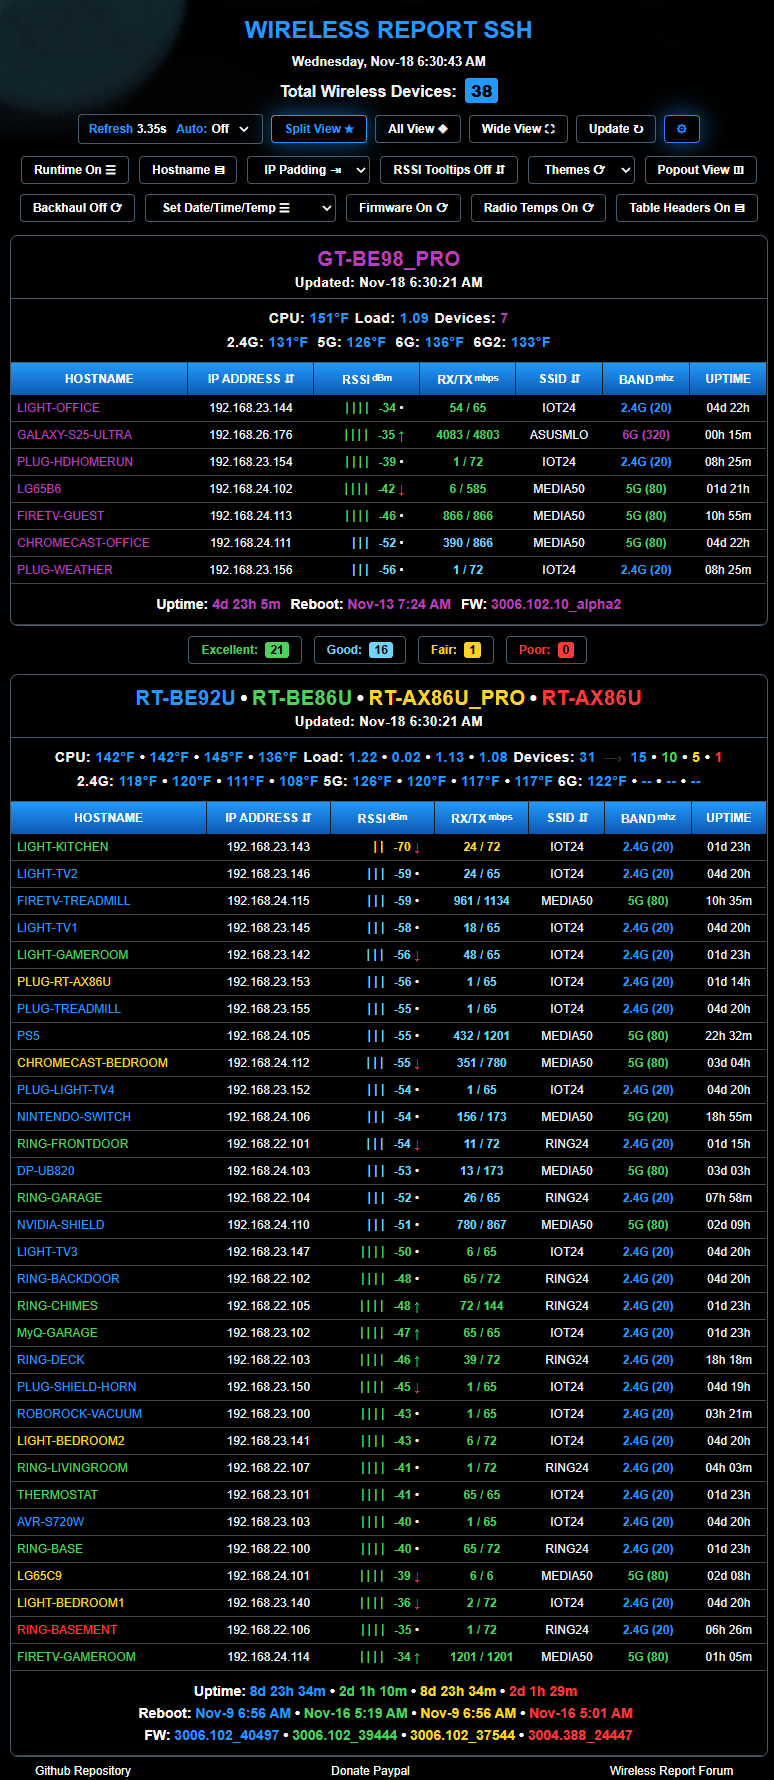 WIRELESS REPORT SSH
Wednesday, Nov-18 6:30:43 AM
Total Wireless Devices: 38
Refresh 3.35s Auto: Off Split View ★ All View ◆ Wide View ⛶ Update ↻ ⚙
Runtime On ☰ Hostname ⊟ IP Padding ⇥ RSSI Tooltips Off ⇵ Themes ⟳ Popout View ◫
Backhaul Off ⟳ Set Date/Time/Temp ☰ Firmware On ⟳ Radio Temps On ⟳ Table Headers On ⊟
GT-BE98_PRO
Updated: Nov-18 6:30:21 AM
CPU: 151°F Load: 1.09 Devices: 7
2.4G: 131°F 5G: 126°F 6G: 136°F 6G2: 133°F
HOSTNAME IP ADDRESS ⇵ RSSI dBm RX/TX mbps SSID ⇵ BAND mhz UPTIME
LIGHT-OFFICE 192.168.23.144 |||| -34 • 54 / 65 IOT24 2.4G (20) 04d 22h
GALAXY-S25-ULTRA 192.168.26.176 |||| -35 ↑ 4083 / 4803 ASUSMLO 6G (320) 00h 15m
PLUG-HDHOMERUN 192.168.23.154 |||| -39 • 1 / 72 IOT24 2.4G (20) 08h 25m
LG65B6 192.168.24.102 |||| -42 ↓ 6 / 585 MEDIA50 5G (80) 01d 21h
FIRETV-GUEST 192.168.24.113 |||| -46 • 866 / 866 MEDIA50 5G (80) 10h 55m
CHROMECAST-OFFICE 192.168.24.111 ||| -52 • 390 / 866 MEDIA50 5G (80) 04d 22h
PLUG-WEATHER 192.168.23.156 ||| -56 • 1 / 72 IOT24 2.4G (20) 08h 25m
Uptime: 4d 23h 5m Reboot: Nov-13 7:24 AM FW: 3006.102.10_alpha2
Excellent: 21 Good: 16 Fair: 1 Poor: 0
RT-BE92U • RT-BE86U • RT-AX86U_PRO • RT-AX86U
Updated: Nov-18 6:30:21 AM
CPU: 142°F • 142°F • 145°F • 136°F Load: 1.22 • 0.02 • 1.13 • 1.08 Devices: 31 → 15 • 10 • 5 • 1
2.4G: 118°F • 120°F • 111°F • 108°F 5G: 126°F • 120°F • 117°F • 117°F 6G: 122°F • -- • -- • --
HOSTNAME IP ADDRESS ⇵ RSSI dBm RX/TX mbps SSID ⇵ BAND mhz UPTIME
LIGHT-KITCHEN 192.168.23.143 || -70 ↓ 24 / 72 IOT24 2.4G (20) 01d 23h
LIGHT-TV2 192.168.23.146 ||| -59 • 24 / 65 IOT24 2.4G (20) 04d 20h
FIRETV-TREADMILL 192.168.24.115 ||| -59 • 961 / 1134 MEDIA50 5G (80) 10h 35m
LIGHT-TV1 192.168.23.145 ||| -58 • 18 / 65 IOT24 2.4G (20) 04d 20h
LIGHT-GAMEROOM 192.168.23.142 ||| -56 ↓ 48 / 65 IOT24 2.4G (20) 01d 23h
PLUG-RT-AX86U 192.168.23.153 ||| -56 • 1 / 65 IOT24 2.4G (20) 01d 14h
PLUG-TREADMILL 192.168.23.155 ||| -55 • 1 / 65 IOT24 2.4G (20) 04d 20h
PS5 192.168.24.105 ||| -55 • 432 / 1201 MEDIA50 5G (80) 22h 32m
CHROMECAST-BEDROOM 192.168.24.112 ||| -55 ↓ 351 / 780 MEDIA50 5G (80) 03d 04h
PLUG-LIGHT-TV4 192.168.23.152 ||| -54 • 1 / 65 IOT24 2.4G (20) 04d 20h
NINTENDO-SWITCH 192.168.24.106 ||| -54 • 156 / 173 MEDIA50 5G (20) 18h 55m
RING-FRONTDOOR 192.168.22.101 ||| -54 ↓ 11 / 72 RING24 2.4G (20) 01d 15h
DP-UB820 192.168.24.103 ||| -53 • 13 / 173 MEDIA50 5G (80) 03d 03h
RING-GARAGE 192.168.22.104 ||| -52 • 26 / 65 RING24 2.4G (20) 07h 58m
NVIDIA-SHIELD 192.168.24.110 ||| -51 • 780 / 867 MEDIA50 5G (80) 02d 09h
LIGHT-TV3 192.168.23.147 |||| -50 • 6 / 65 IOT24 2.4G (20) 04d 20h
RING-BACKDOOR 192.168.22.102 |||| -48 • 65 / 72 RING24 2.4G (20) 04d 20h
RING-CHIMES 192.168.22.105 |||| -48 ↑ 72 / 144 RING24 2.4G (20) 01d 23h
MyQ-GARAGE 192.168.23.102 |||| -47 ↑ 65 / 65 IOT24 2.4G (20) 01d 23h
RING-DECK 192.168.22.103 |||| -46 ↑ 39 / 72 RING24 2.4G (20) 18h 18m
PLUG-SHIELD-HORN 192.168.23.150 |||| -45 ↓ 1 / 65 IOT24 2.4G (20) 04d 19h
ROBOROCK-VACUUM 192.168.23.100 |||| -43 • 1 / 65 IOT24 2.4G (20) 03h 21m
LIGHT-BEDROOM2 192.168.23.141 |||| -43 • 6 / 72 IOT24 2.4G (20) 04d 20h
RING-LIVINGROOM 192.168.22.107 |||| -41 • 1 / 72 RING24 2.4G (20) 04h 03m
THERMOSTAT 192.168.23.101 |||| -41 • 65 / 65 IOT24 2.4G (20) 01d 23h
AVR-S720W 192.168.23.103 |||| -40 • 1 / 65 IOT24 2.4G (20) 04d 20h
RING-BASE 192.168.22.100 |||| -40 • 65 / 72 RING24 2.4G (20) 01d 23h
LG65C9 192.168.24.101 |||| -39 ↓ 6 / 6 MEDIA50 5G (80) 02d 08h
LIGHT-BEDROOM1 192.168.23.140 |||| -36 ↓ 2 / 72 IOT24 2.4G (20) 04d 20h
RING-BASEMENT 192.168.22.106 |||| -35 • 1 / 72 RING24 2.4G (20) 06h 26m
FIRETV-GAMEROOM 192.168.24.114 |||| -34 ↑ 1201 / 1201 MEDIA50 5G (80) 01h 05m
Uptime: 8d 23h 34m • 2d 1h 10m • 8d 23h 34m • 2d 1h 29m
Reboot: Nov-9 6:56 AM • Nov-16 5:19 AM • Nov-9 6:56 AM • Nov-16 5:01 AM
FW: 3006.102_40497 • 3006.102_39444 • 3006.102_37544 • 3004.388_24447
Github Repository Donate Paypal Wireless Report Forum